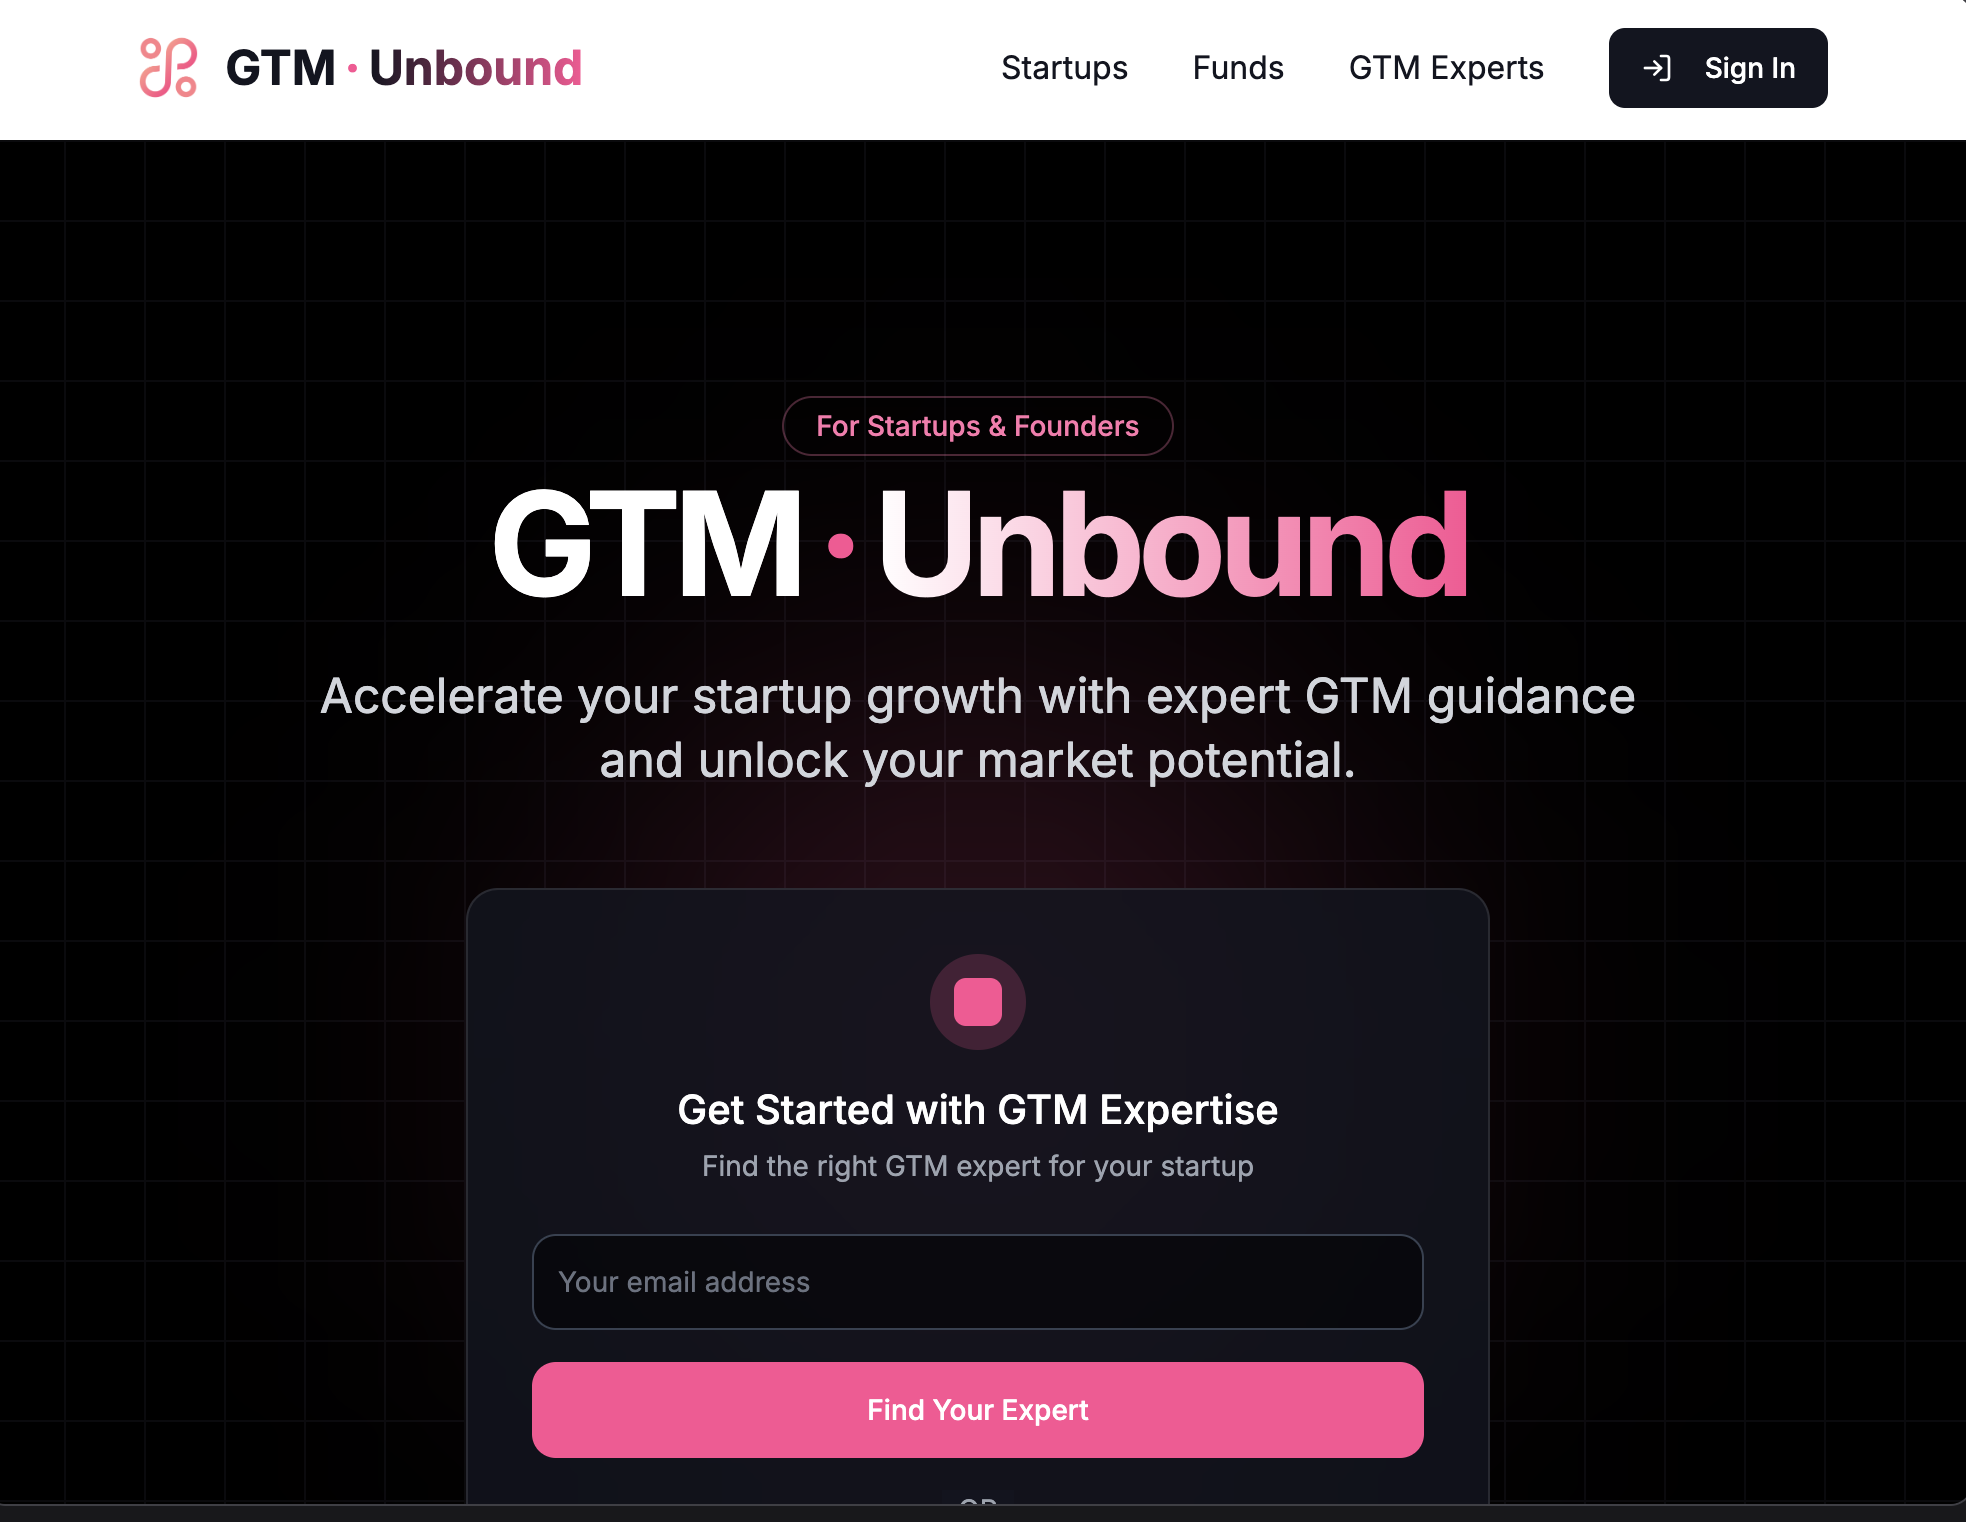 GTM · Unbound
Startups
Funds
GTM Experts
Sign In
For Startups & Founders
GTM · Unbound
Accelerate your startup growth with expert GTM guidance
and unlock your market potential.
Get Started with GTM Expertise
Find the right GTM expert for your startup
Your email address
Find Your Expert